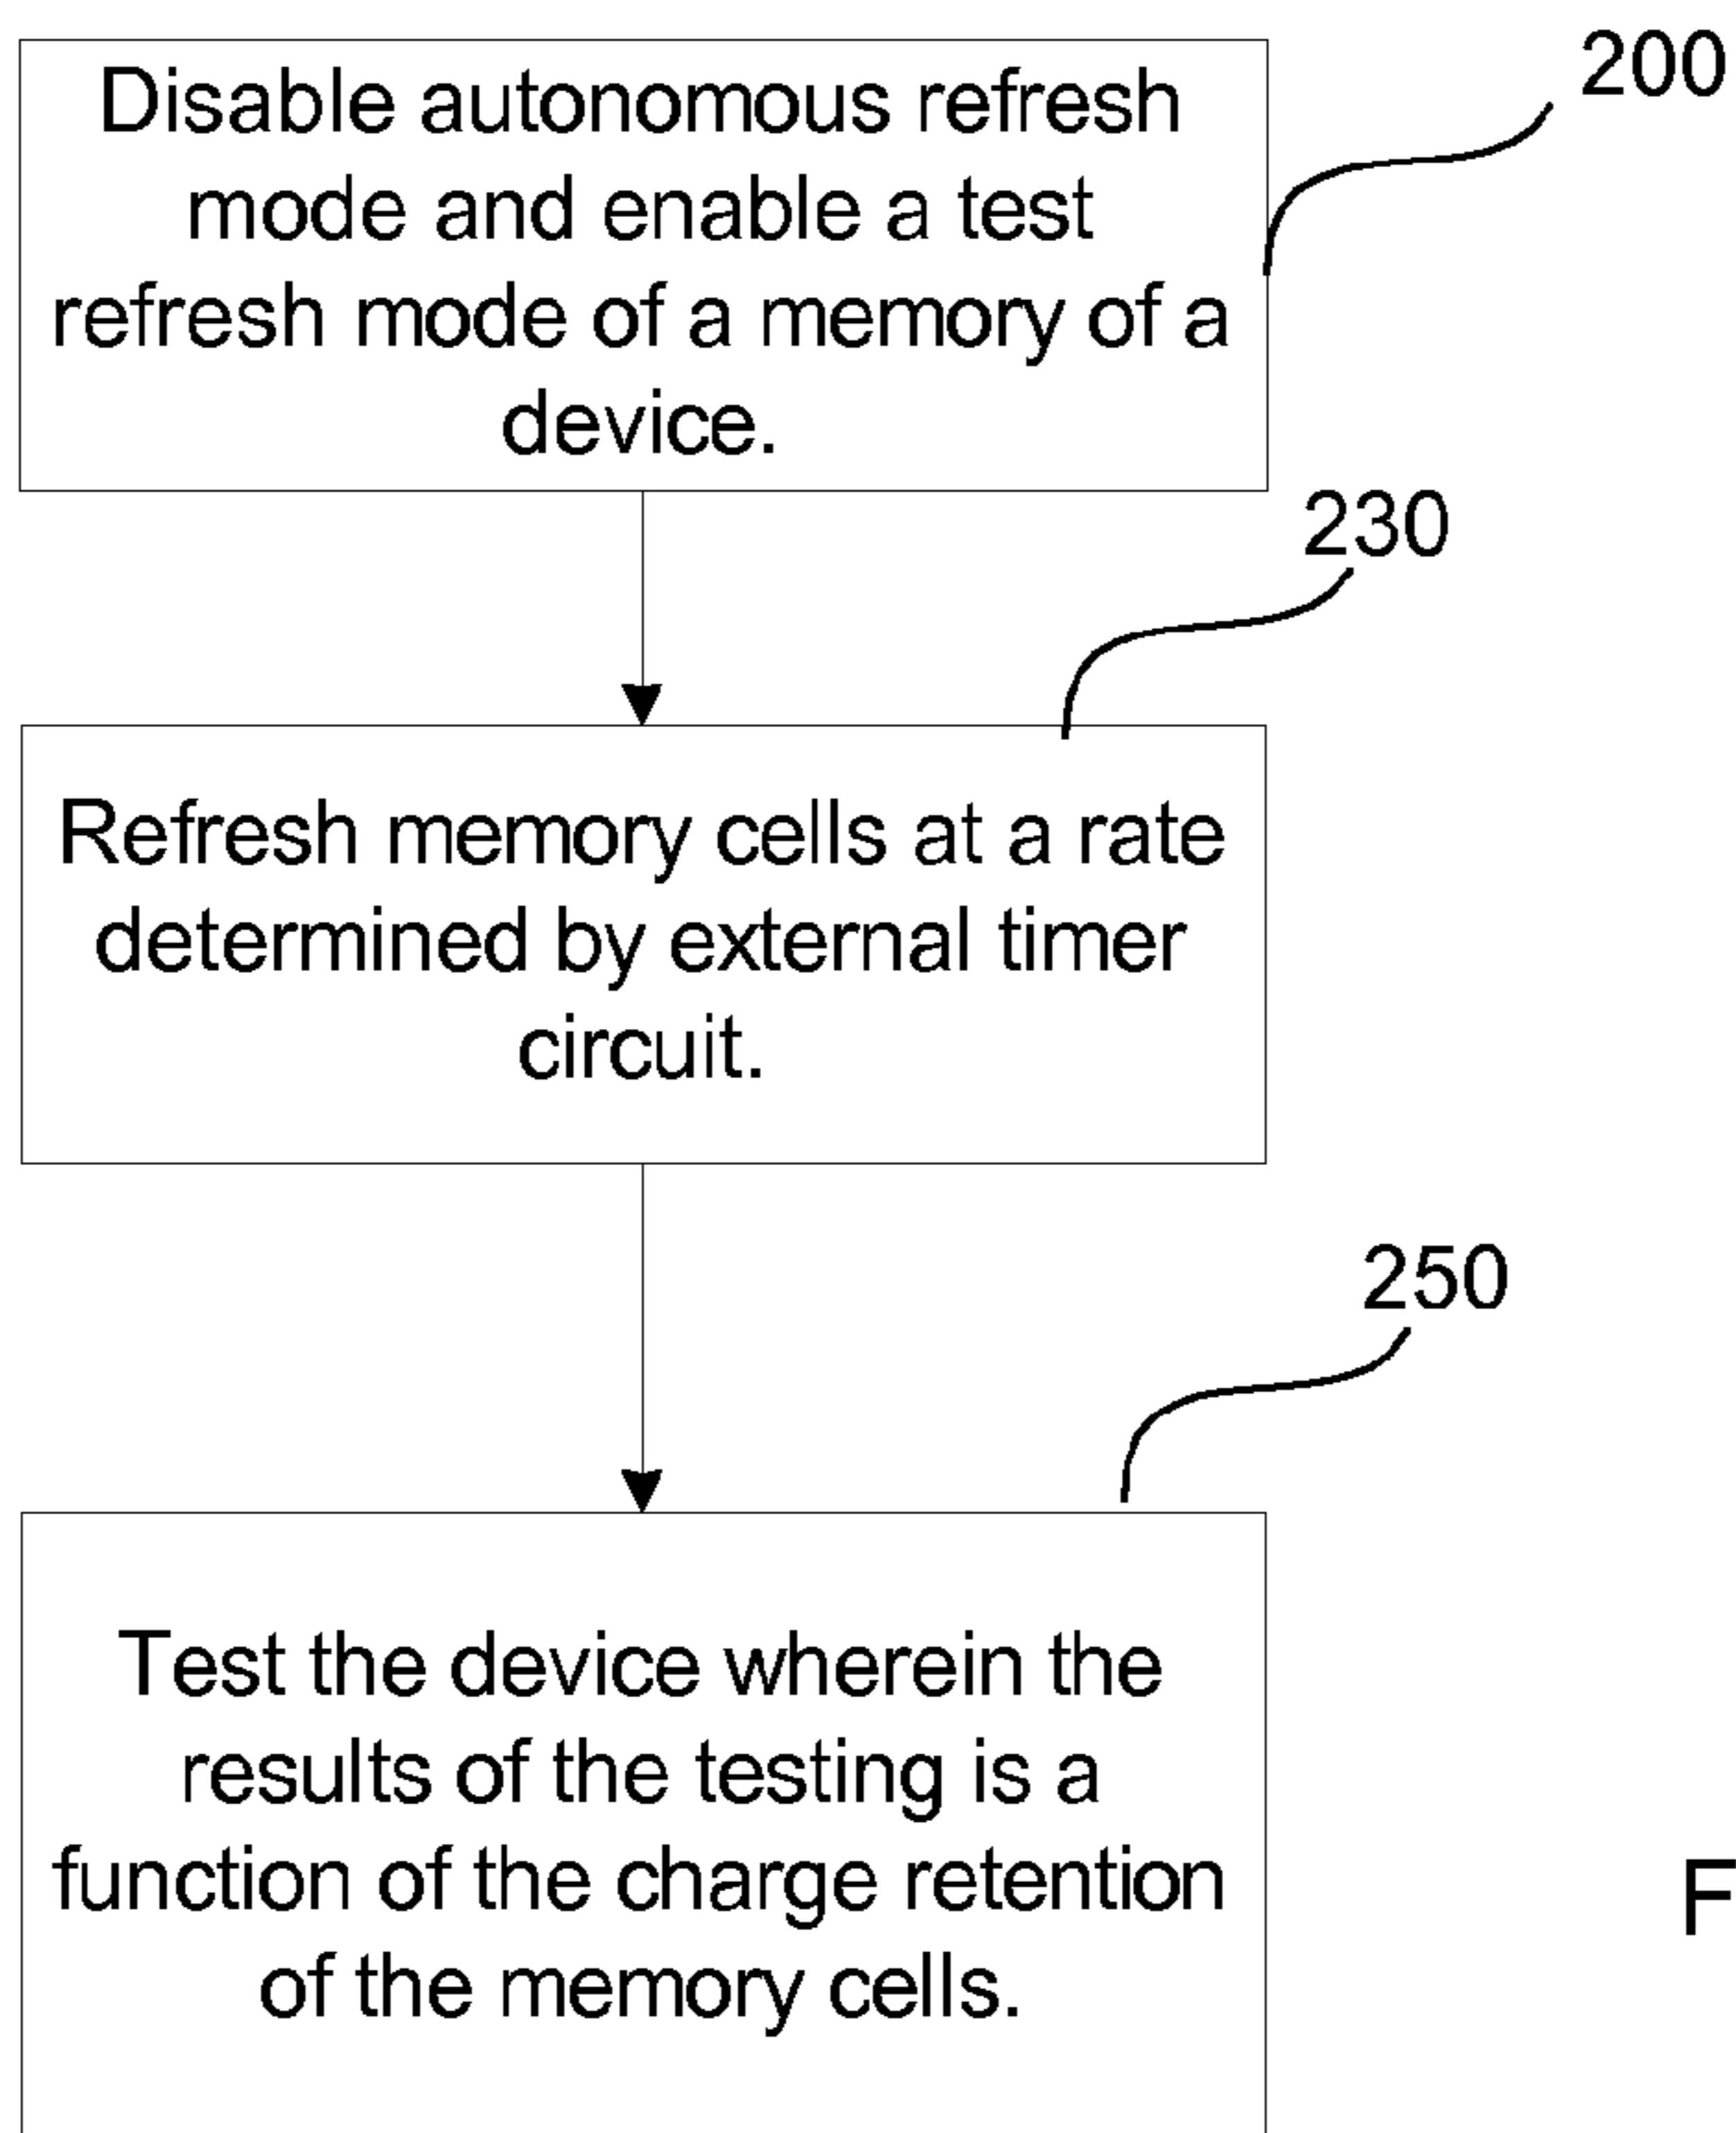 200
Disable autonomous refresh
mode and enable a test
refresh mode of a memory of a
device.
230
Refresh memory cells at a rate
determined by external timer
circuit.
250
Test the device wherein the
results of the testing is a
function of the charge retention
of the memory cells.
F